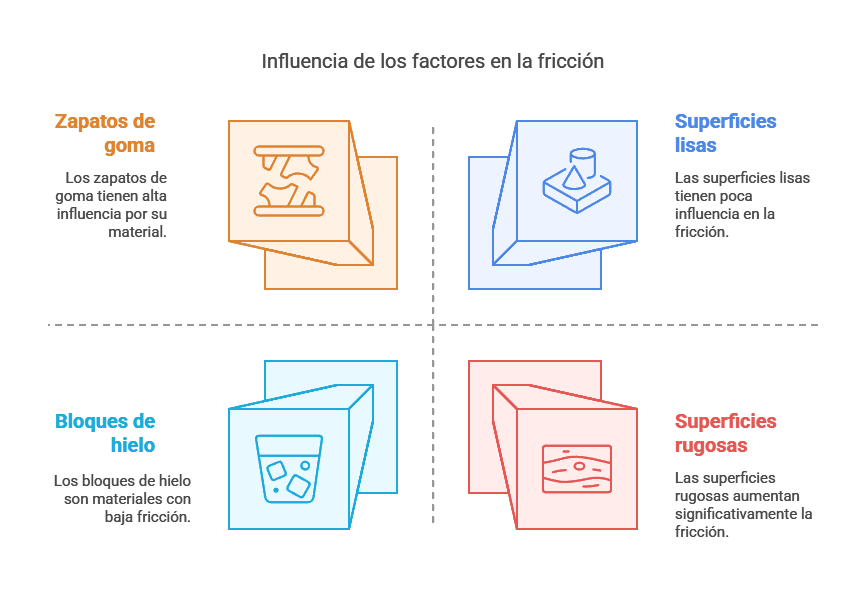 Influencia de los factores en la fricción
Zapatos de
goma
Los zapatos de
goma tienen alta
influencia por su
material.
Superficies
lisas
Las superficies lisas
tienen poca
influencia en la
fricción.
Bloques de
hielo
Los bloques de hielo
son materiales con
baja fricción.
Superficies
rugosas
Las superficies
rugosas aumentan
significativamente la
fricción.